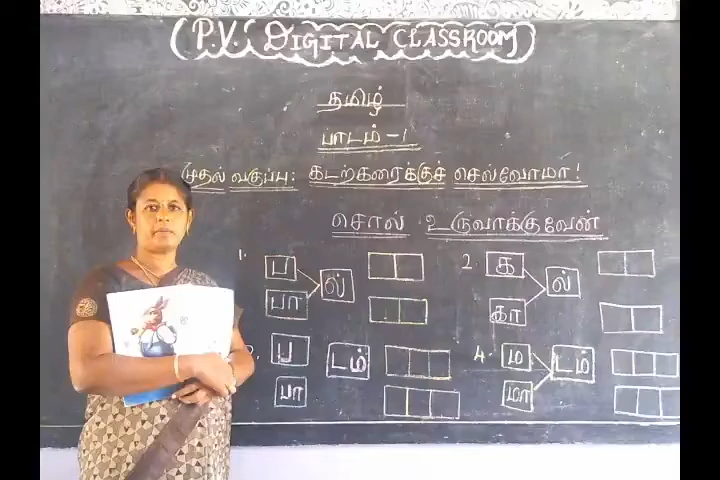 P.V. DIGITAL CLASSROOM
தமிழ்
பாடம் - 1
முதல் வகுப்பு: கடற்கரைக்குச் செல்வோமா!
சொல் உருவாக்குவேன்
1. ப ல் 2. க ல்
பா கா
ப டம் 4. ம டம்
பா மா